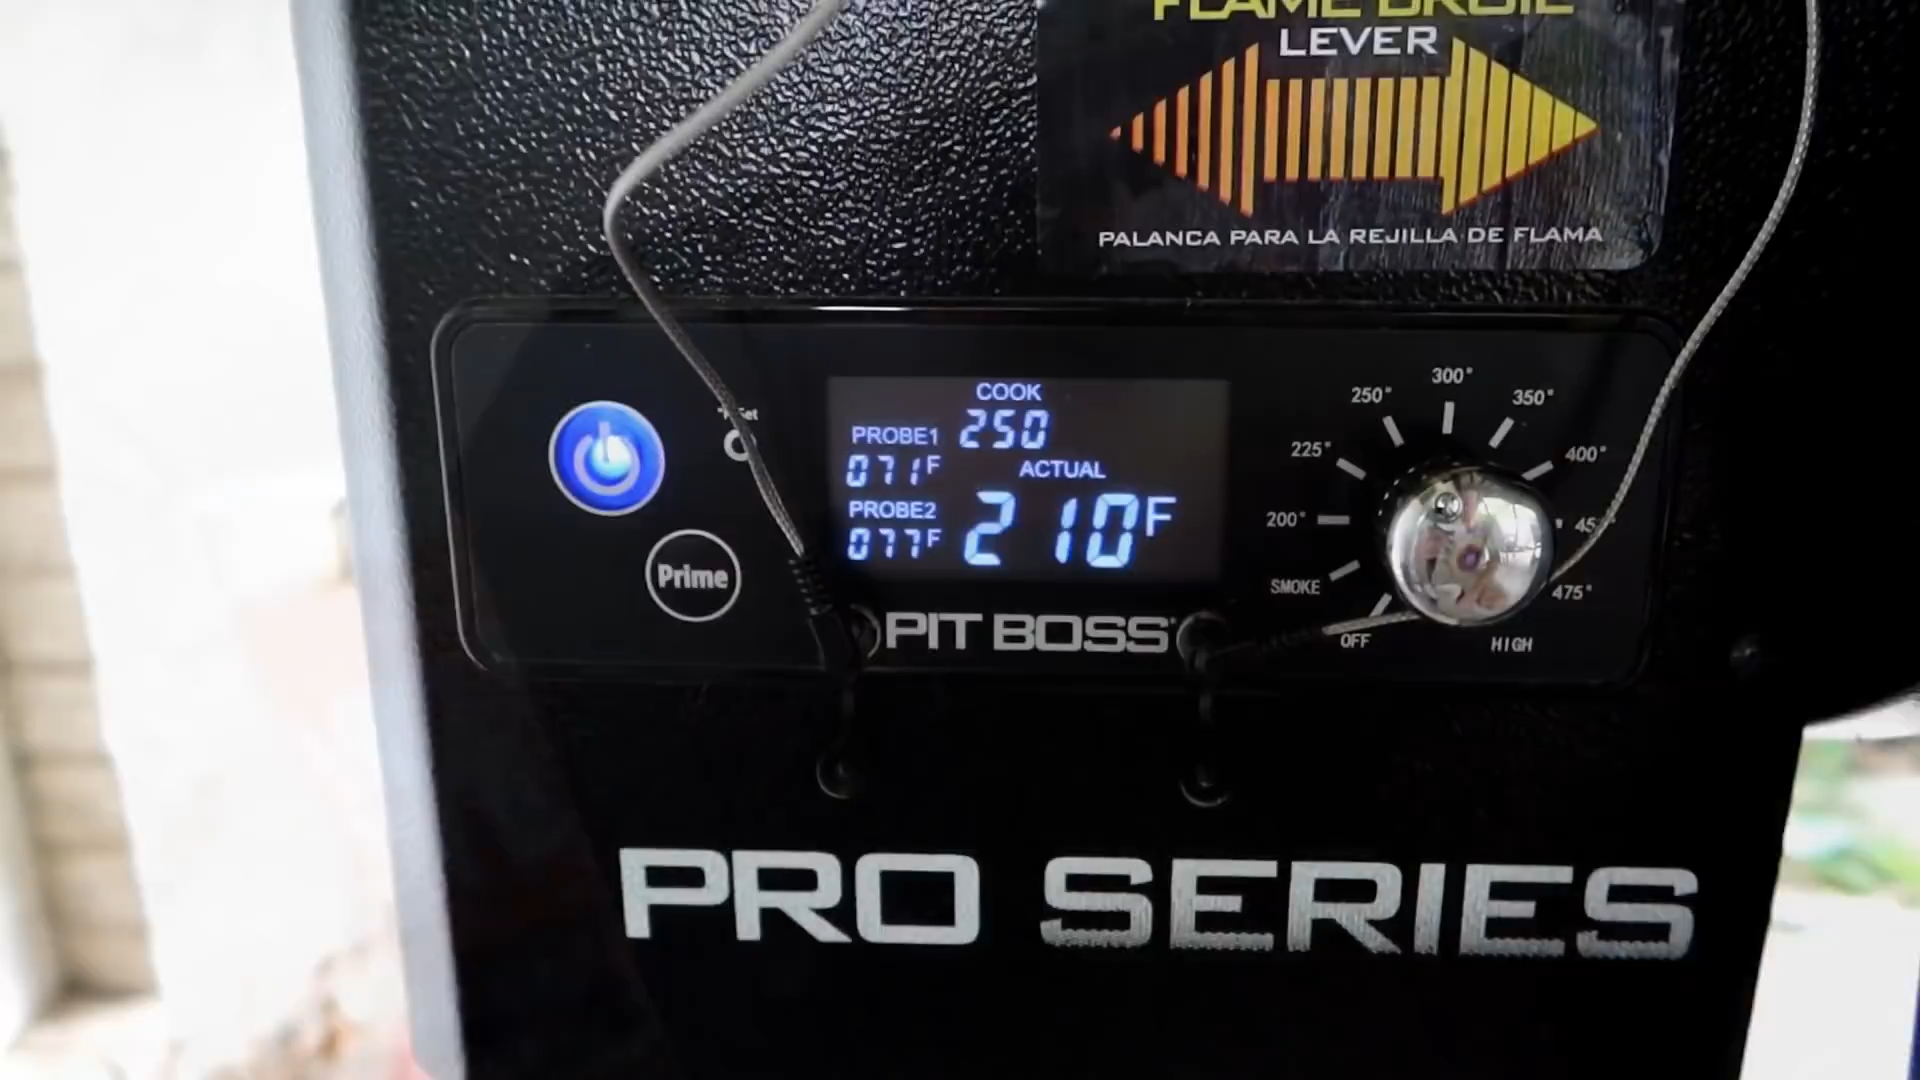 FLAME BROIL
LEVER
PALANCA PARA LA REJILLA DE FLAMA
COOK
250
PROBE1
071F
ACTUAL
210F
PROBE2
077F
Prime
PIT BOSS
OFF
SMOKE
200°
225°
250°
300°
350°
400°
475°
HIGH
PRO SERIES